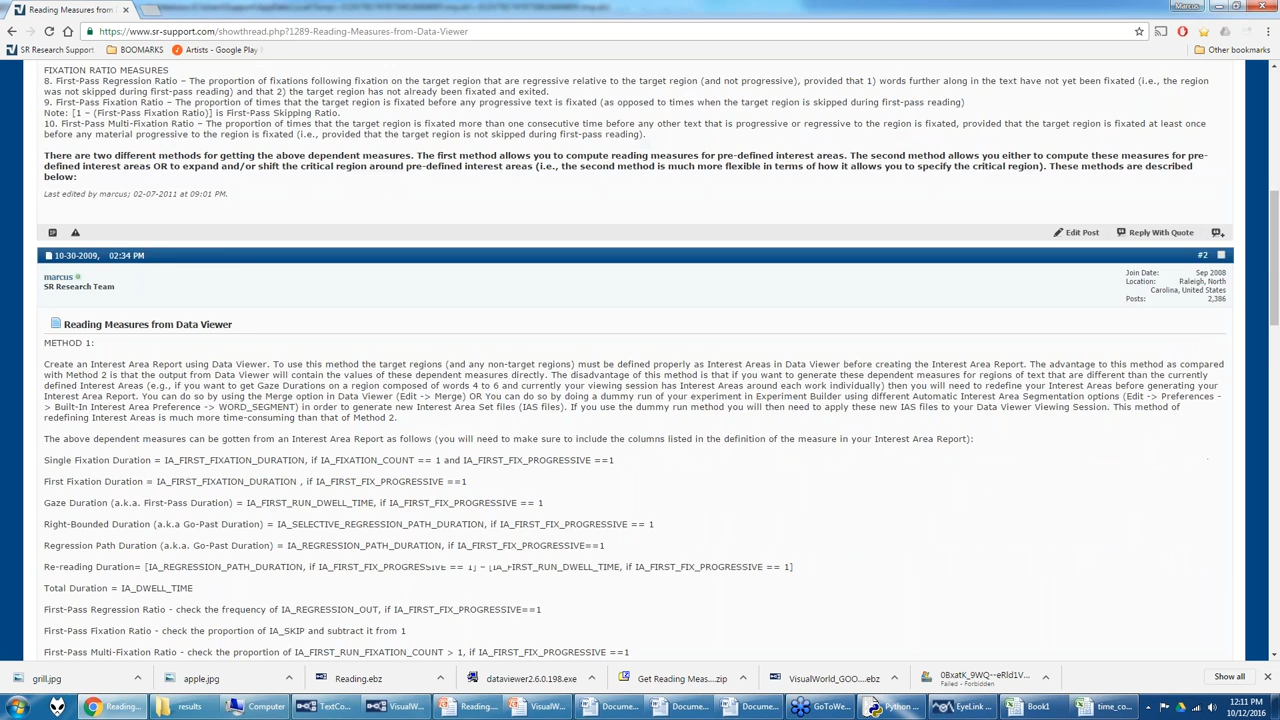 Reading Measures from
Marcus
https://www.sr-support.com/showthread.php?1289-Reading-Measures-from-Data-Viewer
SR Research Support
BOOMARKS
Artists - Google Play
Other bookmarks
FIXATION RATIO MEASURES
8. First-Pass Regression Ratio – The proportion of fixations following fixation on the target region that are regressive relative to the target region (and not progressive), provided that 1) words further along in the text have not yet been fixated (i.e., the region
was not skipped during first-pass reading) and that 2) the target region has not already been fixated and exited.
9. First-Pass Fixation Ratio – The proportion of times that the target region is fixated before any progressive text is fixated (as opposed to times when the target region is skipped during first-pass reading)
Note: [1 – (First-Pass Fixation Ratio)] is First-Pass Skipping Ratio.
10. First-Pass Multi-Fixation Ratio – The proportion of times that the target region is fixated more than one consecutive time before any other text that is progressive or regressive to the region is fixated, provided that the target region is fixated at least once
before any material progressive to the region is fixated (i.e., provided that the target region is not skipped during first-pass reading).
There are two different methods for getting the above dependent measures. The first method allows you to compute reading measures for pre-defined interest areas. The second method allows you either to compute these measures for pre-
defined interest areas OR to expand and/or shift the critical region around pre-defined interest areas (i.e., the second method is much more flexible in terms of how it allows you to specify the critical region). These methods are described
below:
Last edited by marcus; 02-07-2011 at 09:01 PM.
Edit Post Reply With Quote
10-30-2009, 02:34 PM #2
marcus
SR Research Team
Join Date: Sep 2008
Location: Raleigh, North
Carolina, United States
Posts: 2,386
Reading Measures from Data Viewer
METHOD 1:
Create an Interest Area Report using Data Viewer. To use this method the target regions (and any non-target regions) must be defined properly as Interest Areas in Data Viewer before creating the Interest Area Report. The advantage to this method as compared
with Method 2 is that the output from Data Viewer will contain the values of these dependent measures directly. The disadvantage of this method is that if you want to generate these dependent measures for regions of text that are different than the currently
defined Interest Areas (e.g., if you want to get Gaze Duration on a region composed of words 4 to 6 and currently your viewing session has Interest Areas around each work individually) then you will need to redefine your Interest Areas before generating your
Interest Area Report. You can do so by using the Merge option in Data Viewer (Edit -> Merge) OR You can do so by doing a dummy run of your experiment in Experiment Builder using different Automatic Interest Area Segmentation options (Edit -> Preferences -
> Built-In Interest Area Preference -> WORD_SEGMENT) in order to generate new Interest Area Set files (IAS files). If you use the dummy run method you will then need to apply these new IAS files to your Data Viewer Viewing Session. This method of
redefining Interest Areas is much more time-consuming than that of Method 2.
The above dependent measures can be gotten from an Interest Area Report as follows (you will need to make sure to include the columns listed in the definition of the measure in your Interest Area Report):
Single Fixation Duration = IA_FIRST_FIXATION_DURATION, if IA_FIXATION_COUNT == 1 and IA_FIRST_FIX_PROGRESSIVE ==1
First Fixation Duration = IA_FIRST_FIXATION_DURATION , if IA_FIRST_FIX_PROGRESSIVE ==1
Gaze Duration (a.k.a. First-Pass Duration) = IA_FIRST_RUN_DWELL_TIME, if IA_FIRST_FIX_PROGRESSIVE == 1
Right-Bounded Duration (a.k.a Go-Past Duration) = IA_SELECTIVE_REGRESSION_PATH_DURATION, if IA_FIRST_FIX_PROGRESSIVE == 1
Regression Path Duration (a.k.a. Go-Past Duration) = IA_REGRESSION_PATH_DURATION, if IA_FIRST_FIX_PROGRESSIVE==1
Re-reading Duration= [IA_REGRESSION_PATH_DURATION, if IA_FIRST_FIX_PROGRESSIVE == 1] – [IA_FIRST_RUN_DWELL_TIME, if IA_FIRST_FIX_PROGRESSIVE == 1]
Total Duration = IA_DWELL_TIME
First-Pass Regression Ratio - check the frequency of IA_REGRESSION_OUT, if IA_FIRST_FIX_PROGRESSIVE==1
First-Pass Fixation Ratio - check the proportion of IA_SKIP and subtract it from 1
First-Pass Multi-Fixation Ratio - check the proportion of IA_FIRST_RUN_FIXATION_COUNT > 1, if IA_FIRST_FIX_PROGRESSIVE ==1
grill.jpg apple.jpg Reading.ebz dataviewer2.6.0.138.exe Get Reading Meas....zip VisualWorld_GOO....ebz 0BxatK_9WQ--eRld1V... Show all
Failed - Forbidden
Reading... results Computer TextCo... VisualW... Reading... VisualW... Docume... Docume... Docume... GoToWe... Python ... EyeLink ... Book1 time_co...
12:11 PM
10/12/2016